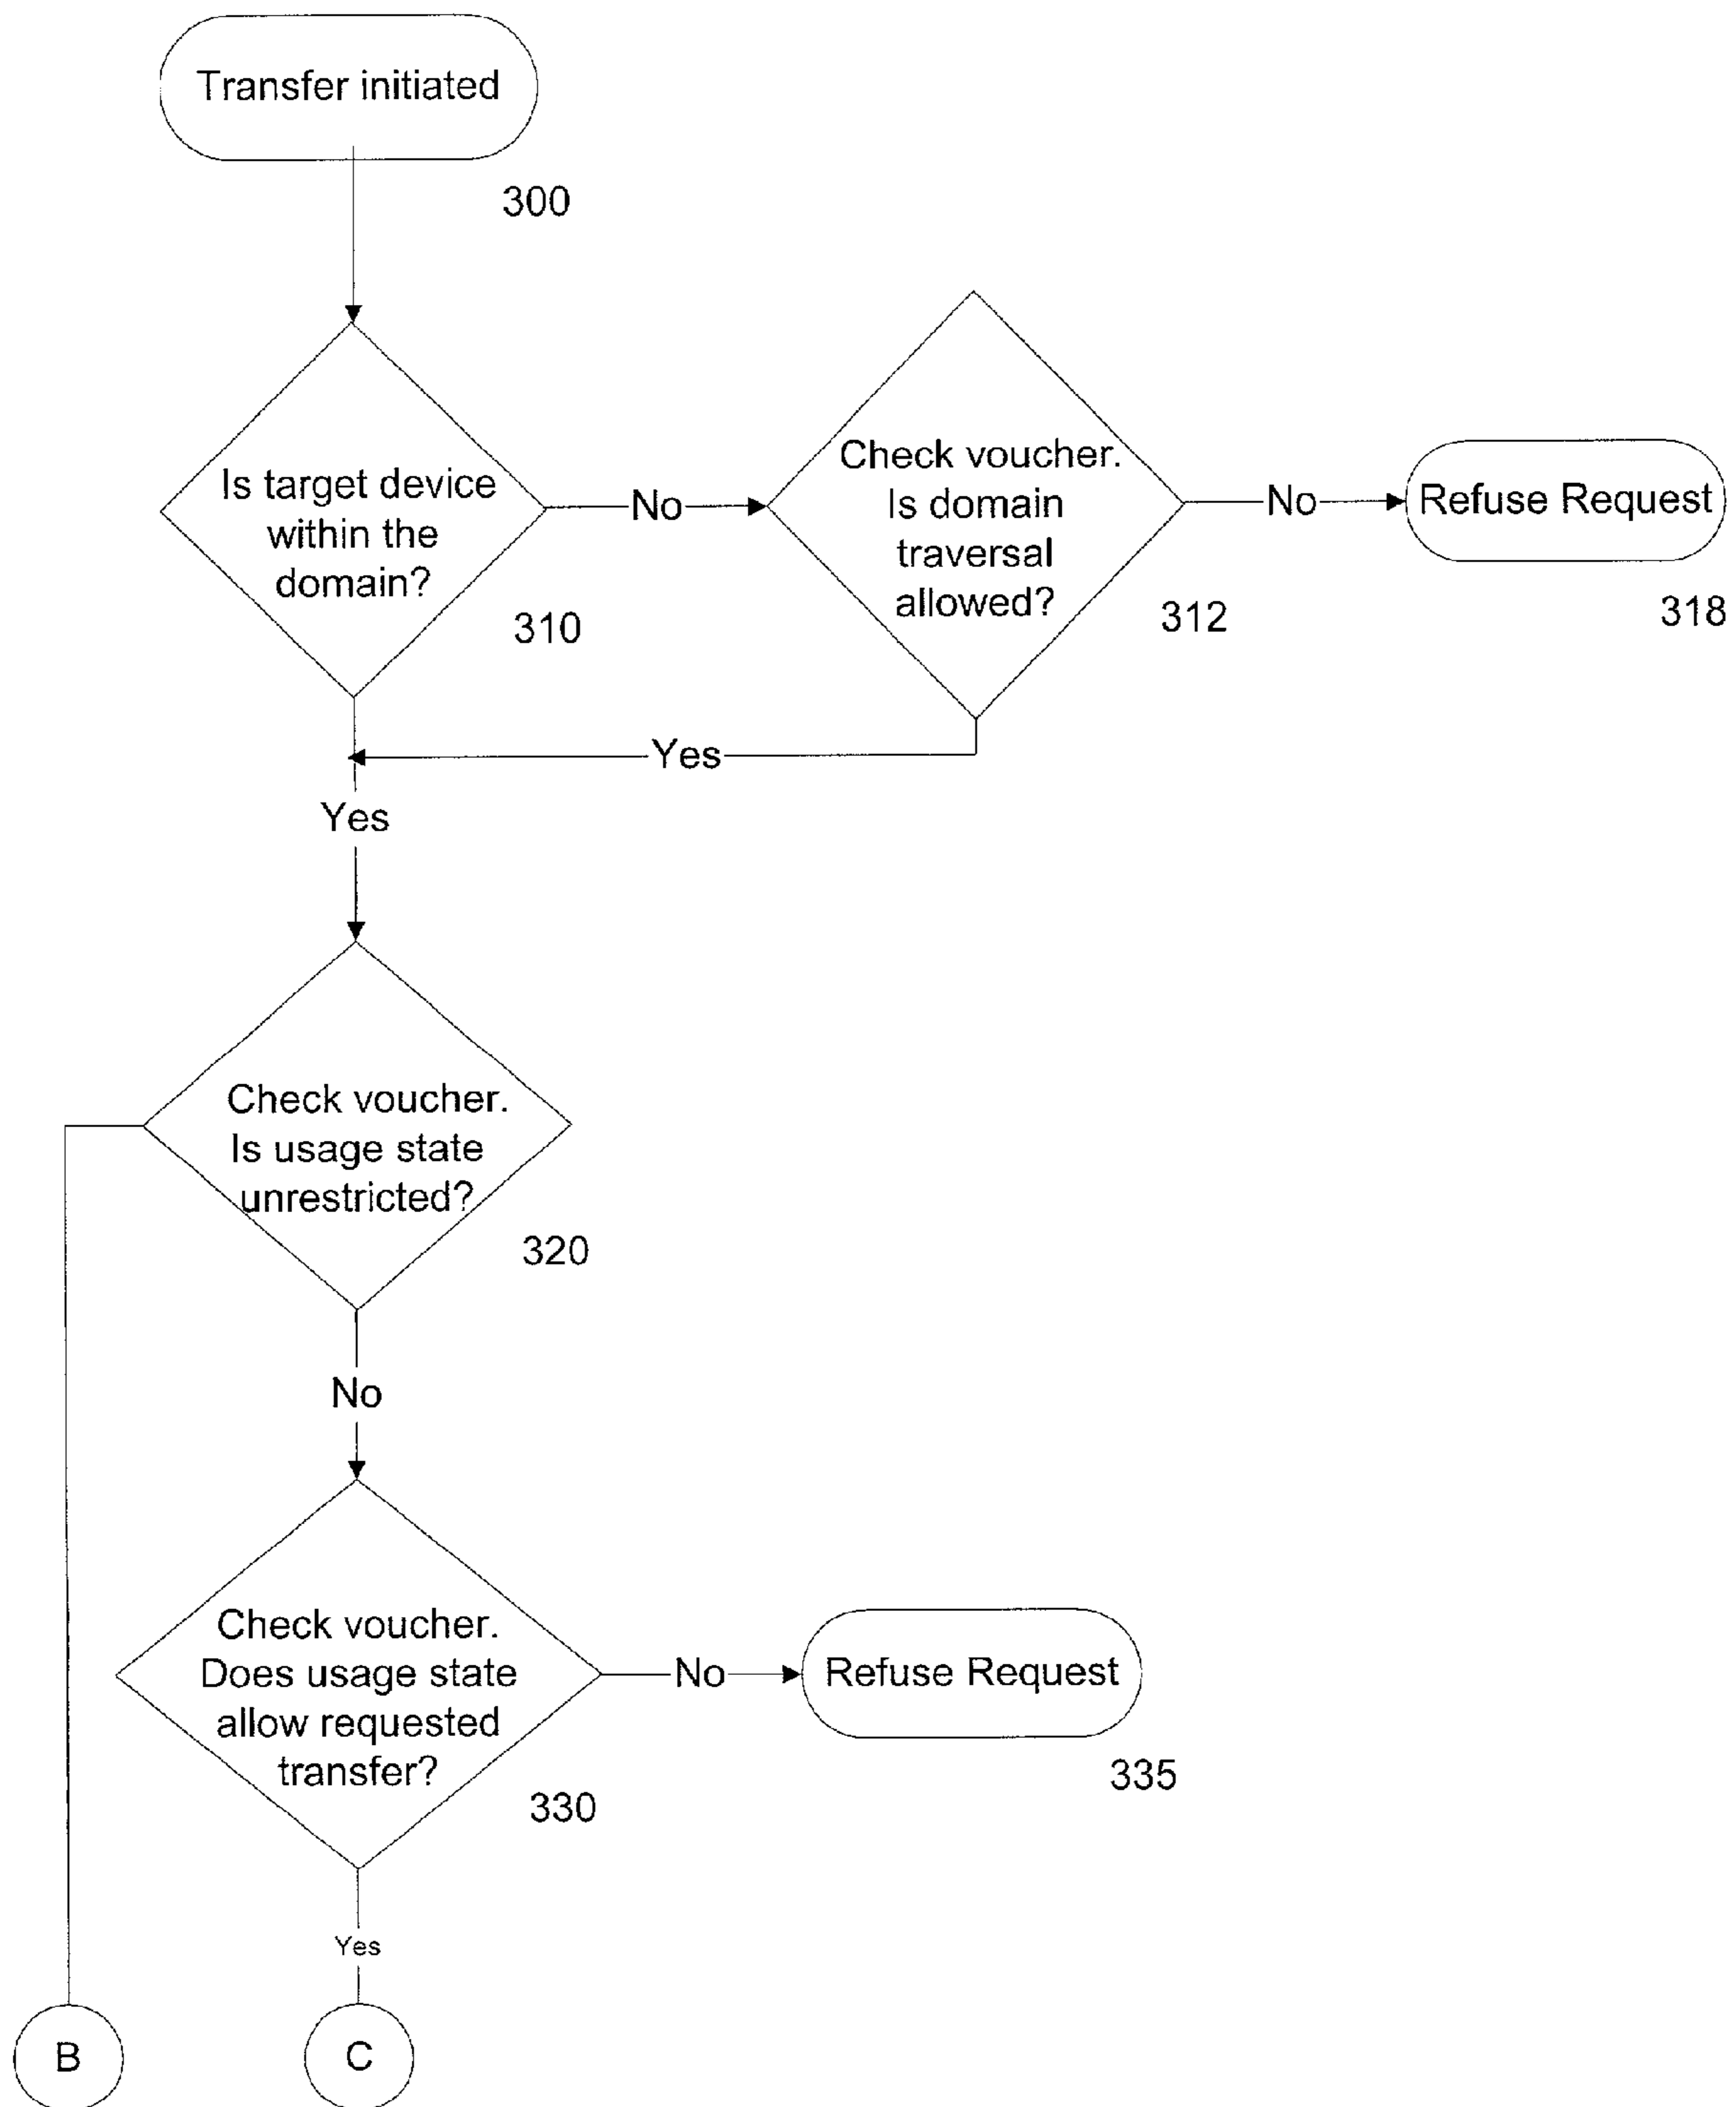 Transfer initiated
300
Is target device
within the
domain?
310
No
Check voucher.
Is domain
traversal
allowed?
312
No
Refuse Request
318
Yes
Yes
Check voucher.
Is usage state
unrestricted?
320
No
Check voucher.
Does usage state
allow requested
transfer?
330
No
Refuse Request
335
Yes
B
C